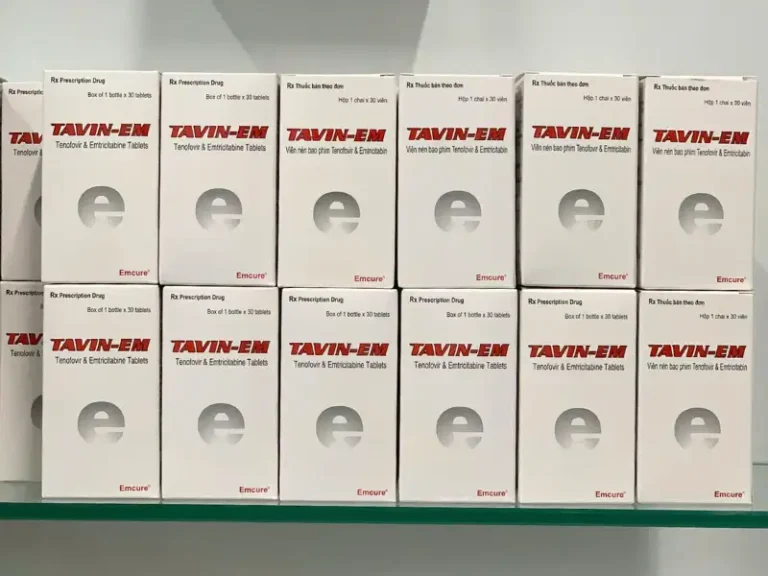 Rx Prescription Drug
Box of 1 bottle x 30 tablets
TAVIN-EM
Tenofovir & Emtricitabine Tablets
e
Emcure®
Rx Prescription Drug
Box of 1 bottle x 30 tablets
TAVIN-EM
Tenofovir & Emtricitabine Tablets
e
Emcure®
Rx Thuốc bán theo đơn
Hộp 1 chai x 30 viên
TAVIN-EM
Viên nén bao phim Tenofovir & Emtricitabin
e
Emcure®
Rx Thuốc bán theo đơn
Hộp 1 chai x 30 viên
TAVIN-EM
Viên nén bao phim Tenofovir & Emtricitabin
e
Emcure®
Rx Thuốc bán theo đơn
Hộp 1 chai x 30 viên
TAVIN-EM
Viên nén bao phim Tenofovir & Emtricitabin
e
Emcure®
Rx Thuốc bán theo đơn
Hộp 1 chai x 30 viên
TAVIN-EM
Viên nén bao phim Tenofovir & Emtricitabin
e
Emcure®
Rx Prescription Drug
Box of 1 bottle x 30 tablets
TAVIN-EM
Tenofovir & Emtricitabine Tablets
e
Emcure®
Rx Prescription Drug
Box of 1 bottle x 30 tablets
TAVIN-EM
Tenofovir & Emtricitabine Tablets
e
Emcure®
Rx Prescription Drug
Box of 1 bottle x 30 tablets
TAVIN-EM
Tenofovir & Emtricitabine Tablets
e
Emcure®
Rx Prescription Drug
Box of 1 bottle x 30 tablets
TAVIN-EM
Tenofovir & Emtricitabine Tablets
e
Emcure®
Rx Prescription Drug
Box of 1 bottle x 30 tablets
TAVIN-EM
Tenofovir & Emtricitabine Tablets
e
Emcure®
Rx Thuốc bán theo đơn
Hộp 1 chai x 30 viên
TAVIN-EM
Viên nén bao phim Tenofovir & Emtricitabin
e
Emcure®